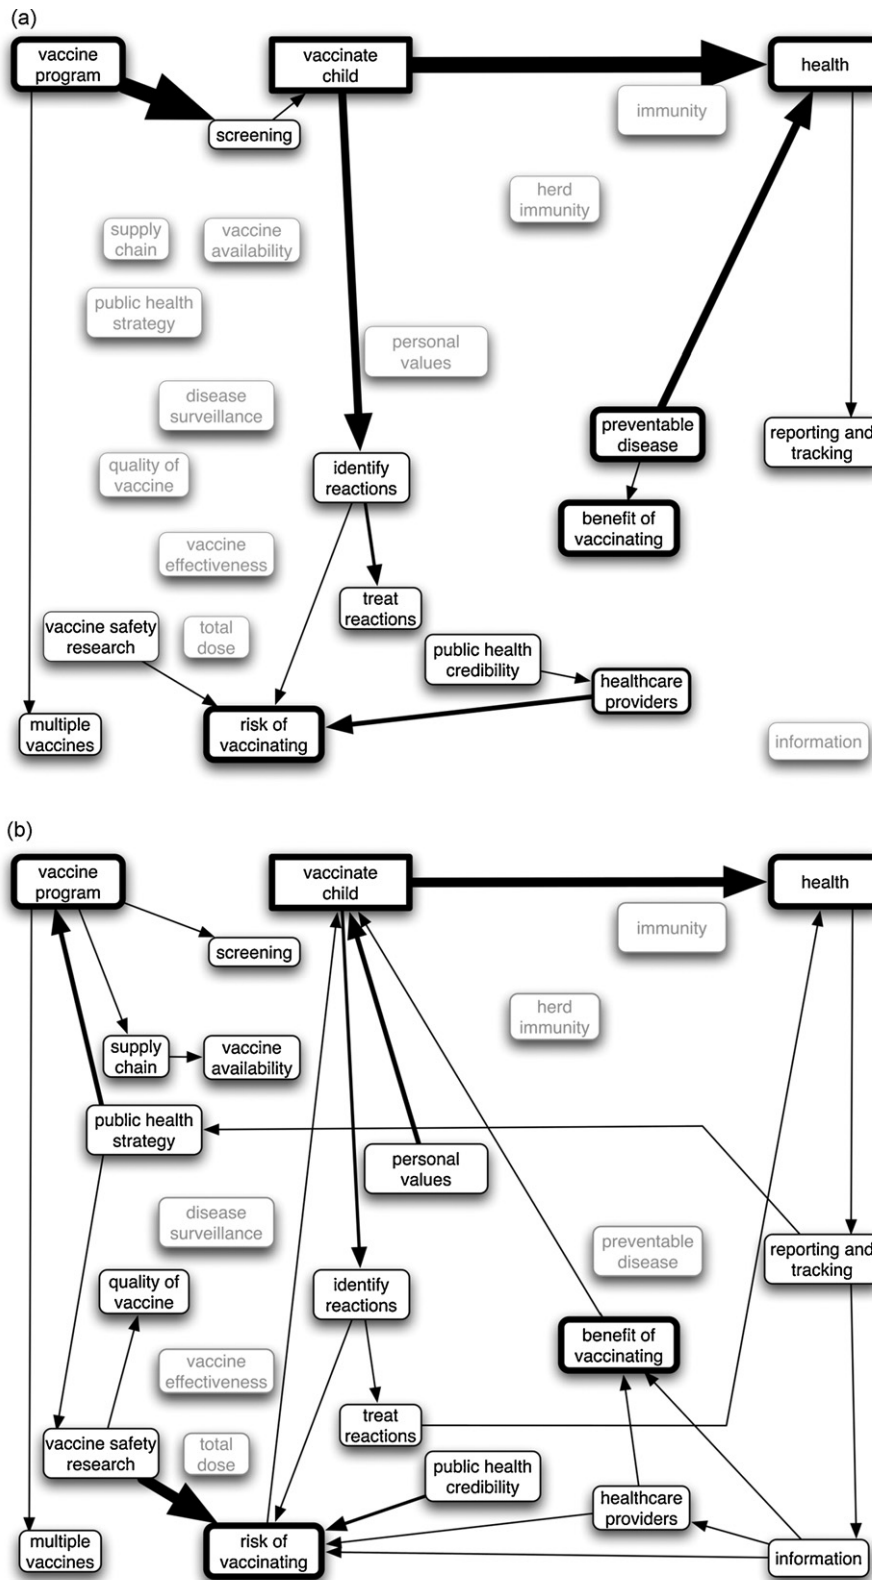 (a)
vaccine
program
vaccinate
child
health
immunity
screening
herd
immunity
supply
chain
vaccine
availability
public health
strategy
personal
values
disease
surveillance
preventable
disease
reporting and
tracking
quality of
vaccine
identify
reactions
benefit of
vaccinating
vaccine
effectiveness
treat
reactions
vaccine safety
research
total
dose
public health
credibility
healthcare
providers
multiple
vaccines
risk of
vaccinating
information
(b)
vaccine
program
vaccinate
child
health
immunity
screening
herd
immunity
supply
chain
vaccine
availability
public health
strategy
personal
values
disease
surveillance
preventable
disease
reporting and
tracking
quality of
vaccine
identify
reactions
benefit of
vaccinating
vaccine
effectiveness
treat
reactions
vaccine safety
research
total
dose
public health
credibility
healthcare
providers
multiple
vaccines
risk of
vaccinating
information